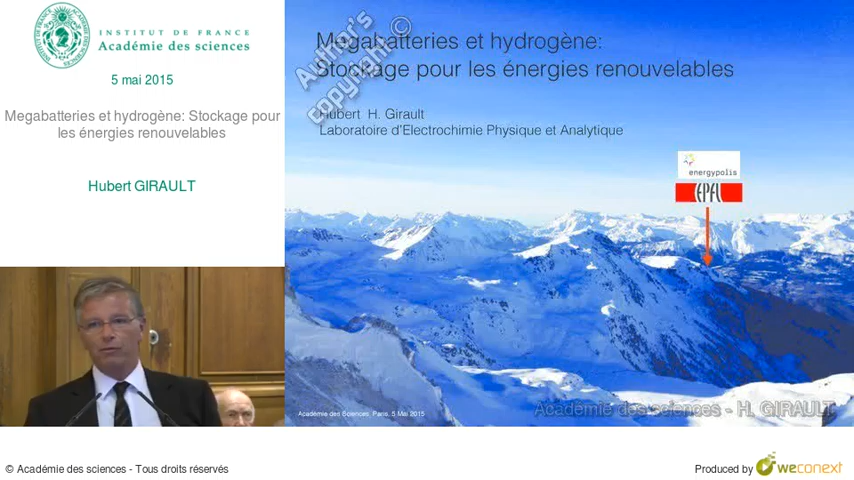 INSTITUT DE FRANCE
Académie des sciences
5 mai 2015
Megabatteries et hydrogène: Stockage pour
les énergies renouvelables
Hubert GIRAULT
Author's
Copyright ©
Megabatteries et hydrogène:
Stockage pour les énergies renouvelables
Hubert H. Girault
Laboratoire d'Electrochimie Physique et Analytique
energypolis
EPFL
Académie des Sciences, Paris, 5 Mai 2015
Académie des sciences - H. GIRAULT
© Académie des sciences - Tous droits réservés
Produced by weconext